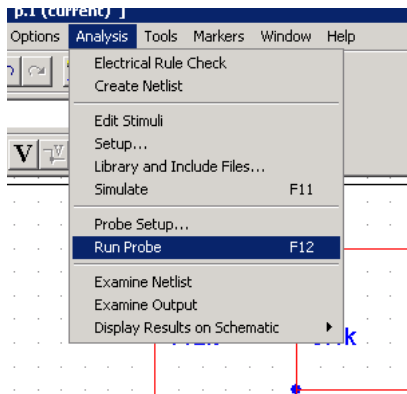 p.1 (current) ]
Options Analysis Tools Markers Window Help
Electrical Rule Check
Create Netlist
Edit Stimuli
V V Setup...
Library and Include Files...
Simulate F11
Probe Setup...
Run Probe F12
Examine Netlist
Examine Output
Display Results on Schematic